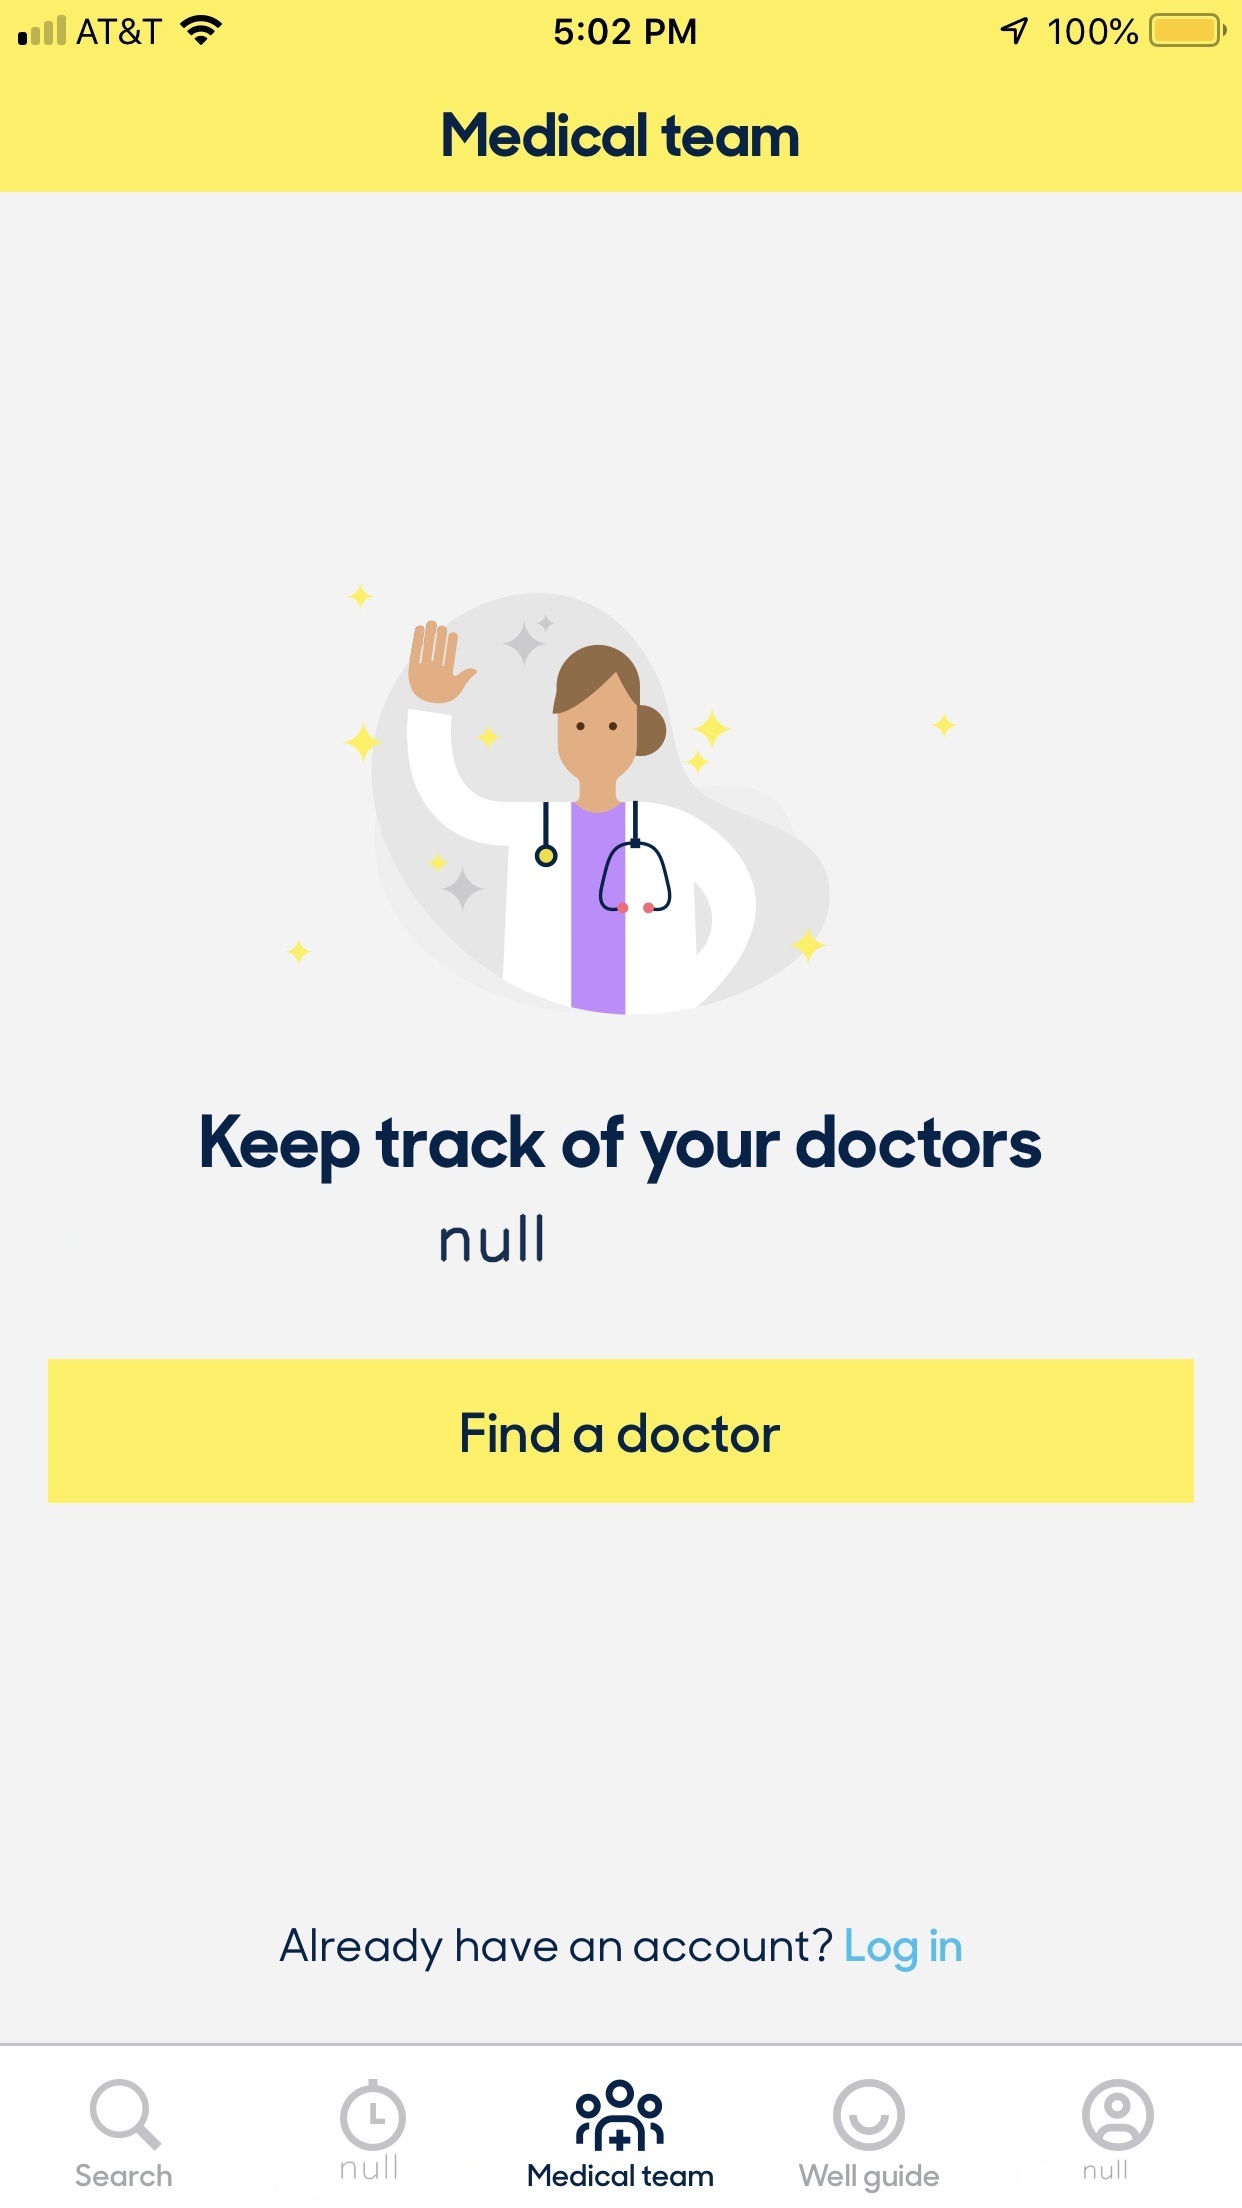 AT&T 5:02 PM 100%
Medical team
Keep track of your doctors
null
Find a doctor
Already have an account? Log in
Search null Medical team Well guide null